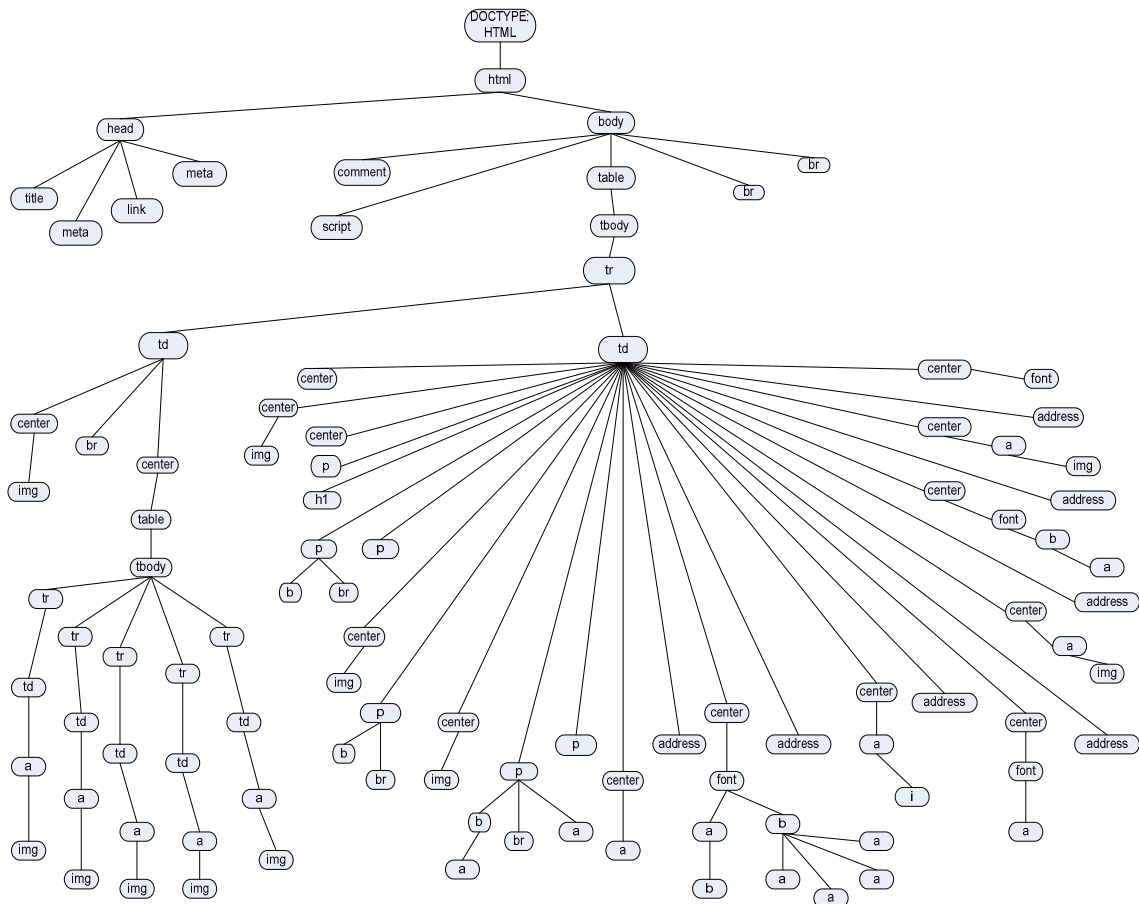 DOCTYPE:
HTML
html
head
body
title
meta
link
meta
comment
script
table
br
br
tbody
tr
td
td
center
img
br
center
table
tbody
tr
td
a
img
tr
td
a
img
tr
td
a
img
tr
td
a
img
tr
td
a
img
center
center
img
center
p
h1
p
b
br
p
center
img
p
b
br
center
img
p
b
a
br
a
p
center
a
address
center
font
a
b
b
a
a
a
a
address
center
a
i
address
center
font
a
address
center
a
img
address
center
font
b
a
address
center
a
img
address
center
font